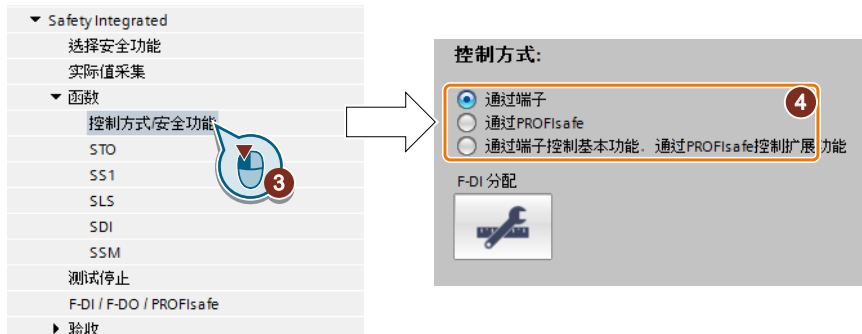 Safety Integrated
选择安全功能
实际值采集
函数
控制方式/安全功能
STO
SS1
SLS
SDI
SSM
测试停止
F-DI / F-DO / PROFIsafe
验收
3
控制方式:
通过端子
通过PROFIsafe
通过端子控制基本功能．通过PROFIsafe控制扩展功能
4
F-DI 分配